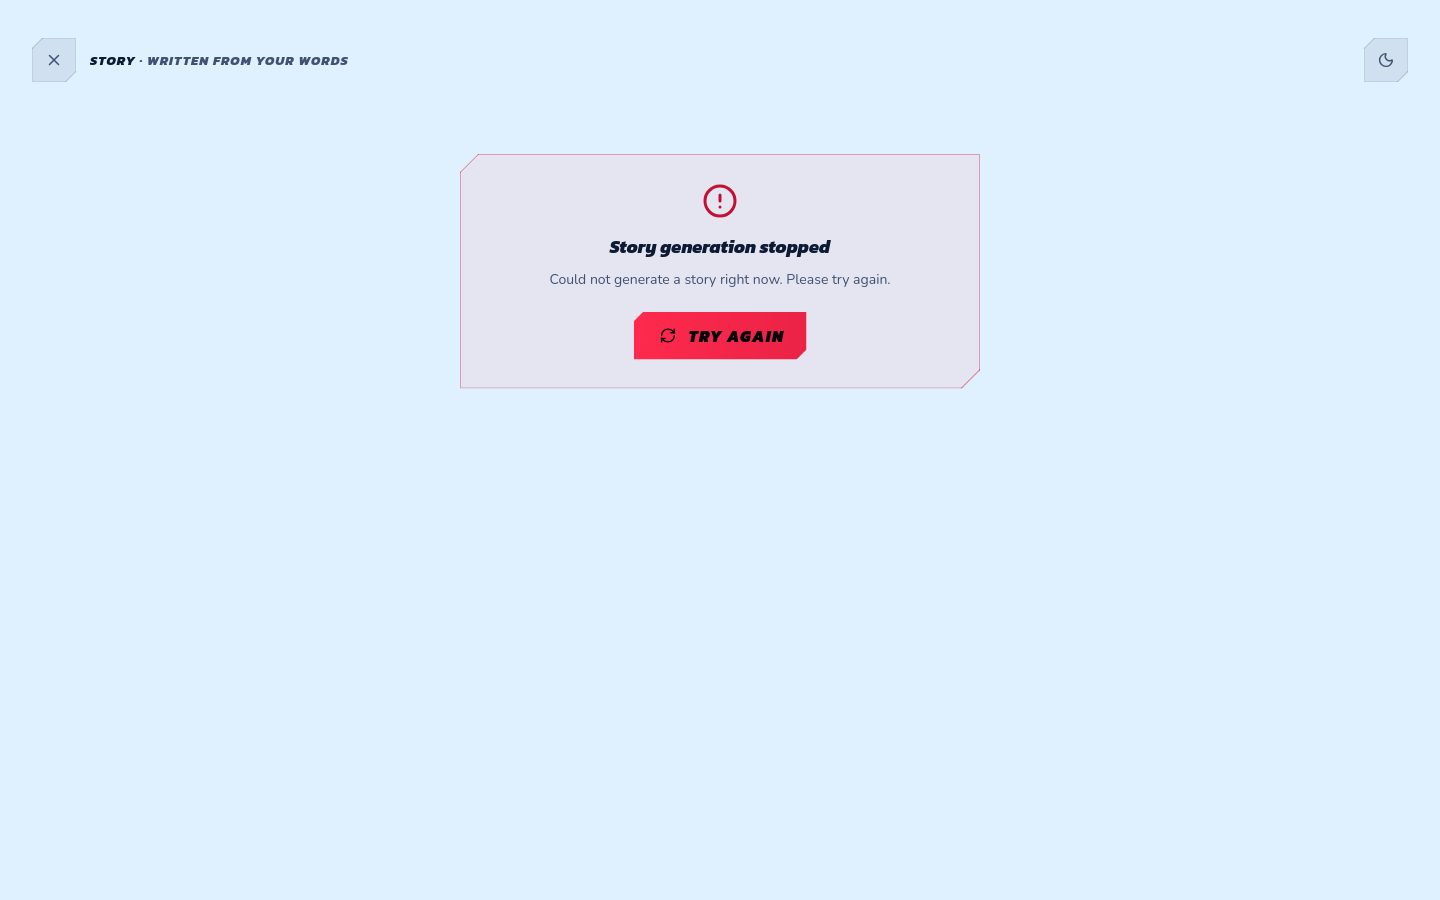 STORY · WRITTEN FROM YOUR WORDS
Story generation stopped
Could not generate a story right now. Please try again.
TRY AGAIN